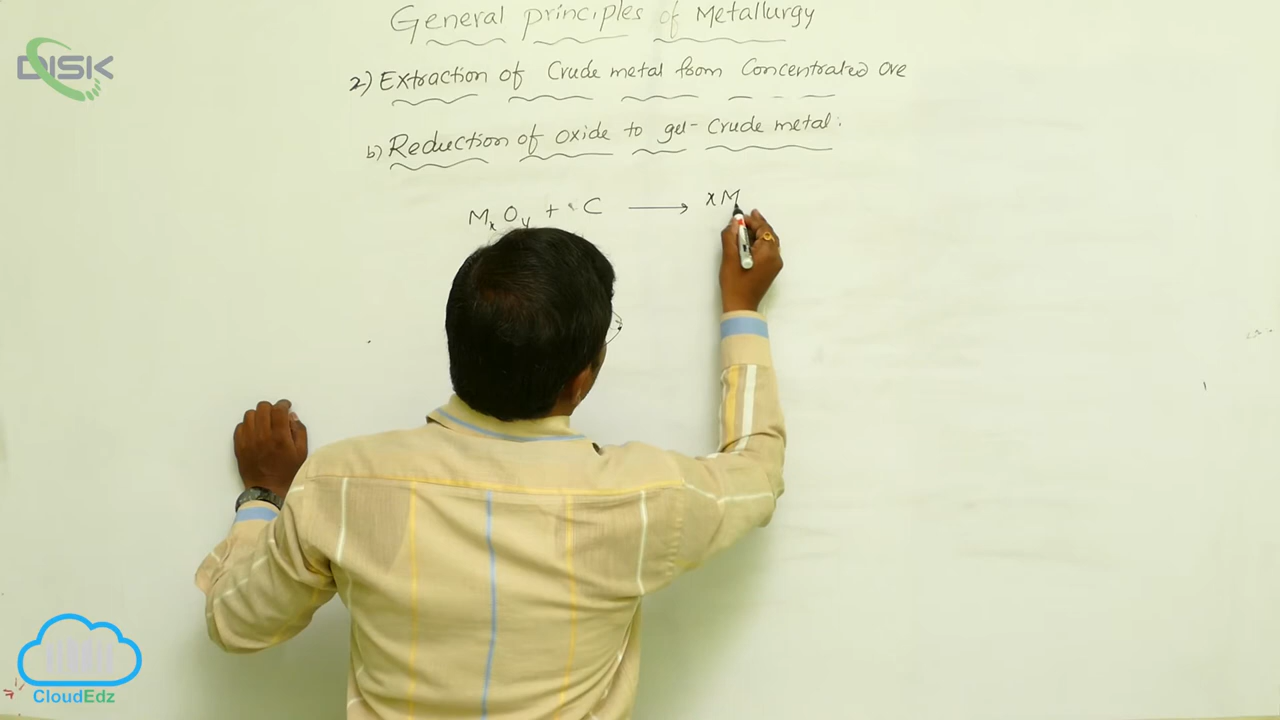 General principles of Metallurgy
DISK
2) Extraction of Crude metal from Concentrated Ore
b) Reduction of oxide to get Crude metal:
MxOy + C ⟶ xM
CloudEdz